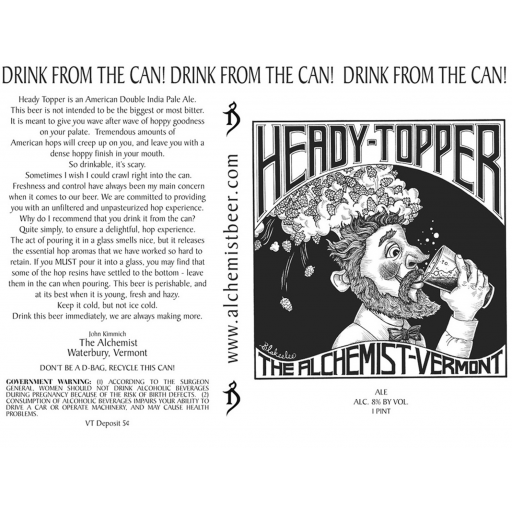 DRINK FROM THE CAN! DRINK FROM THE CAN! DRINK FROM THE CAN!
Heady Topper is an American Double India Pale Ale.
This beer is not intended to be the biggest or most bitter.
It is meant to give you wave after wave of hoppy goodness
on your palate. Tremendous amounts of
American hops will creep up on you, and leave you with a
dense hoppy finish in your mouth.
So drinkable, it's scary.
Sometimes I wish I could crawl right into the can.
Freshness and control have always been my main concern
when it comes to our beer. We are committed to providing
you with an unfiltered and unpasteurized hop experience.
Why do I recommend that you drink it from the can?
Quite simply, to ensure a delightful, hop experience.
The act of pouring it in a glass smells nice, but it releases
the essential hop aromas that we have worked so hard to
retain. If you MUST pour it into a glass, you may find that
some of the hop resins have settled to the bottom - leave
them in the can when pouring. This beer is perishable, and
at its best when it is young, fresh and hazy.
Keep it cold, but not ice cold.
Drink this beer immediately, we are always making more.
John Kimmich
The Alchemist
Waterbury, Vermont
DON'T BE A D-BAG, RECYCLE THIS CAN!
GOVERNMENT WARNING: (1) ACCORDING TO THE SURGEON
GENERAL, WOMEN SHOULD NOT DRINK ALCOHOLIC BEVERAGES
DURING PREGNANCY BECAUSE OF THE RISK OF BIRTH DEFECTS. (2)
CONSUMPTION OF ALCOHOLIC BEVERAGES IMPAIRS YOUR ABILITY TO
DRIVE A CAR OR OPERATE MACHINERY, AND MAY CAUSE HEALTH
PROBLEMS.
VT Deposit 5¢
www.alchemistbeer.com
HEADY-TOPPER
THE ALCHEMIST-VERMONT
ALE
ALC. 8% BY VOL.
1 PINT